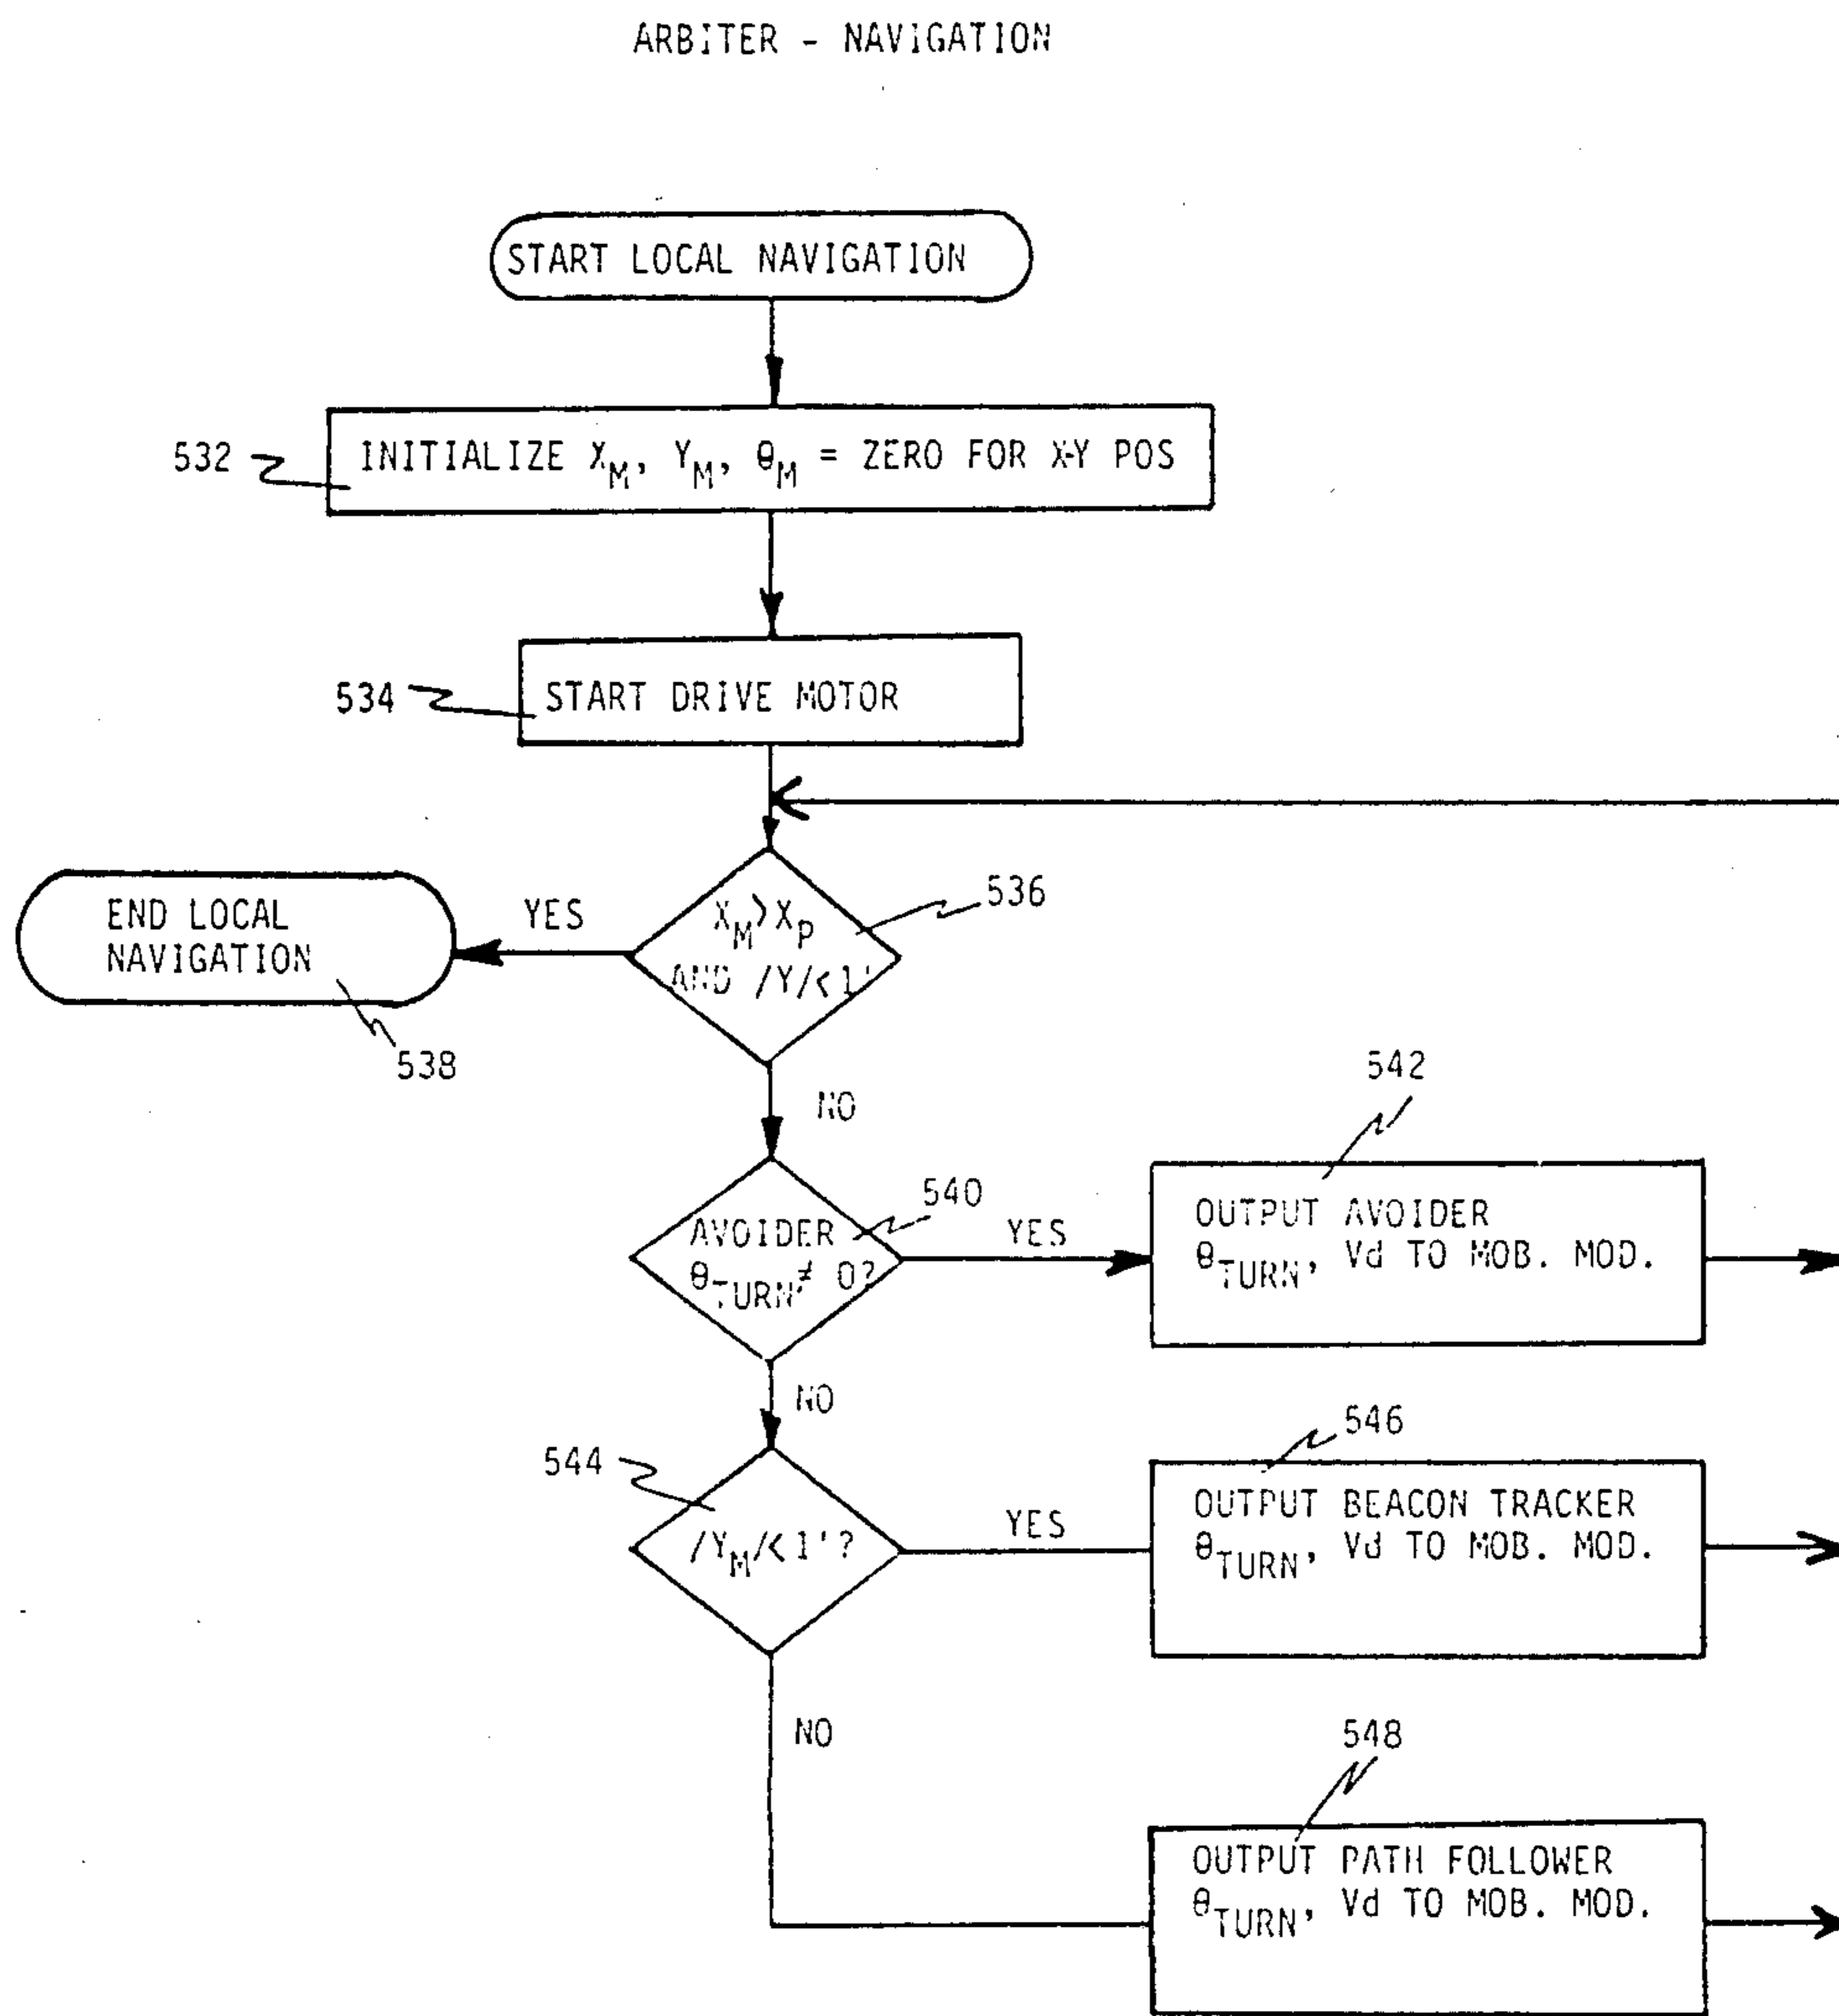 ARBITER - NAVIGATION
START LOCAL NAVIGATION
532
INITIALIZE X_M, Y_M, θ_M = ZERO FOR X-Y POS
534
START DRIVE MOTOR
END LOCAL
NAVIGATION
538
YES
X_M>X_P
AND /Y/<1'
536
NO
542
AVOIDER
θ_TURN, ≠ 0?
540
YES
OUTPUT AVOIDER
θ_TURN, Vd TO MOB. MOD.
NO
544
/Y_M/<1'?
YES
546
OUTPUT BEACON TRACKER
θ_TURN, Vd TO MOB. MOD.
NO
548
OUTPUT PATH FOLLOWER
θ_TURN, Vd TO MOB. MOD.